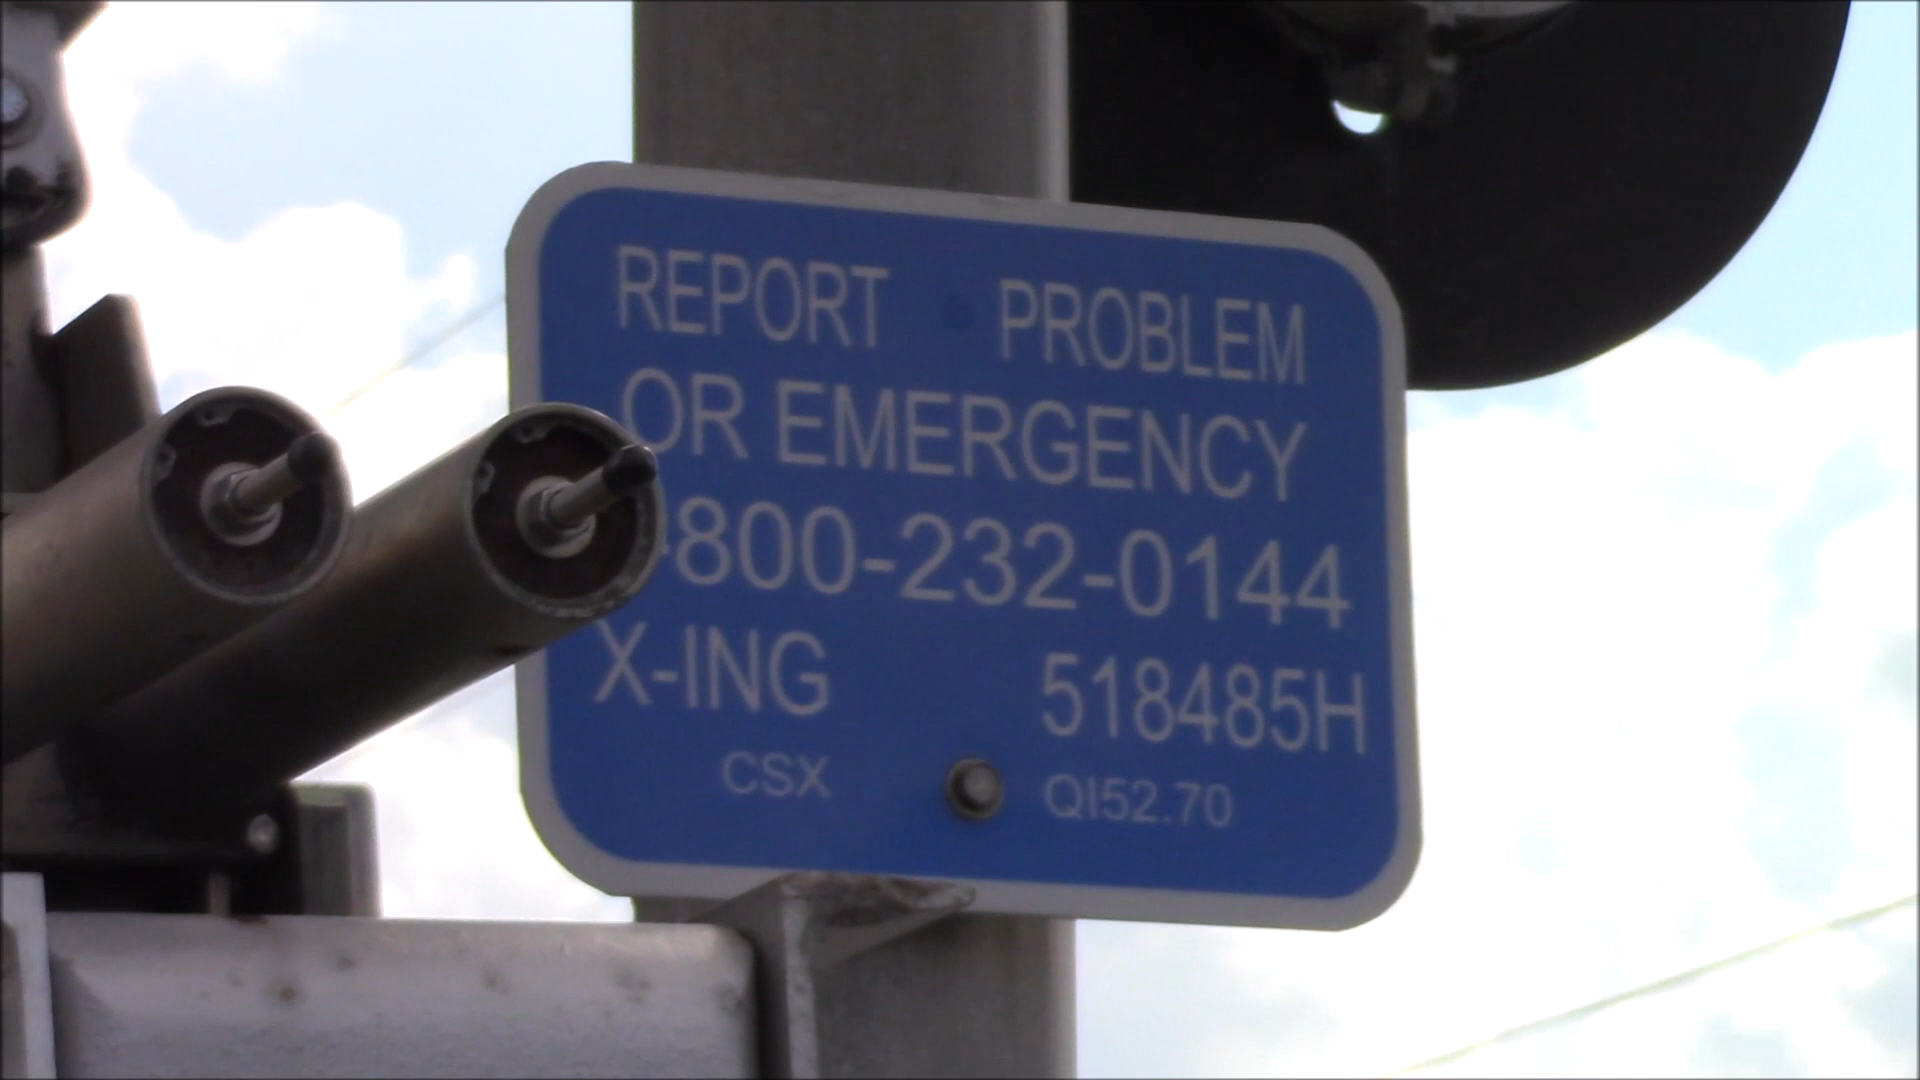 REPORT PROBLEM
OR EMERGENCY
-800-232-0144
X-ING 518485H
CSX QI52.70